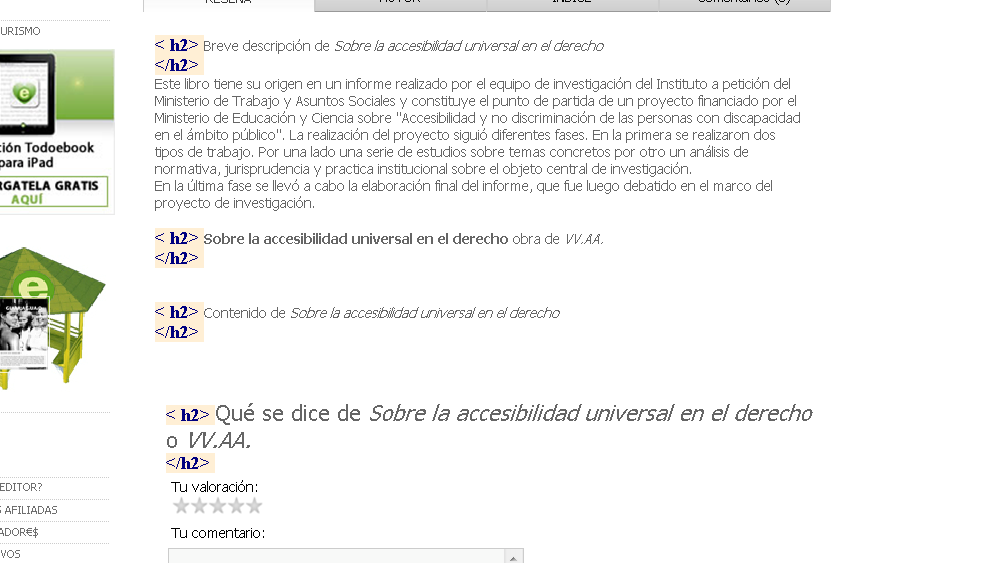 RESEÑA AUTOR ÍNDICE Comentarios (0)
URISMO
ción Todoebook
para iPad
RGATELA GRATIS
AQUÍ
EDITOR?
S AFILIADAS
ADOR€$
VOS
< h2> Breve descripción de Sobre la accesibilidad universal en el derecho
</h2>
Este libro tiene su origen en un informe realizado por el equipo de investigación del Instituto a petición del
Ministerio de Trabajo y Asuntos Sociales y constituye el punto de partida de un proyecto financiado por el
Ministerio de Educación y Ciencia sobre "Accesibilidad y no discriminación de las personas con discapacidad
en el ámbito público". La realización del proyecto siguió diferentes fases. En la primera se realizaron dos
tipos de trabajo. Por una lado una serie de estudios sobre temas concretos por otro un análisis de
normativa, jurisprudencia y practica institucional sobre el objeto central de investigación.
En la última fase se llevó a cabo la elaboración final del informe, que fue luego debatido en el marco del
proyecto de investigación.
< h2> Sobre la accesibilidad universal en el derecho obra de VV.AA.
</h2>
< h2> Contenido de Sobre la accesibilidad universal en el derecho
</h2>
< h2> Qué se dice de Sobre la accesibilidad universal en el derecho
o VV.AA.
</h2>
Tu valoración:
Tu comentario: